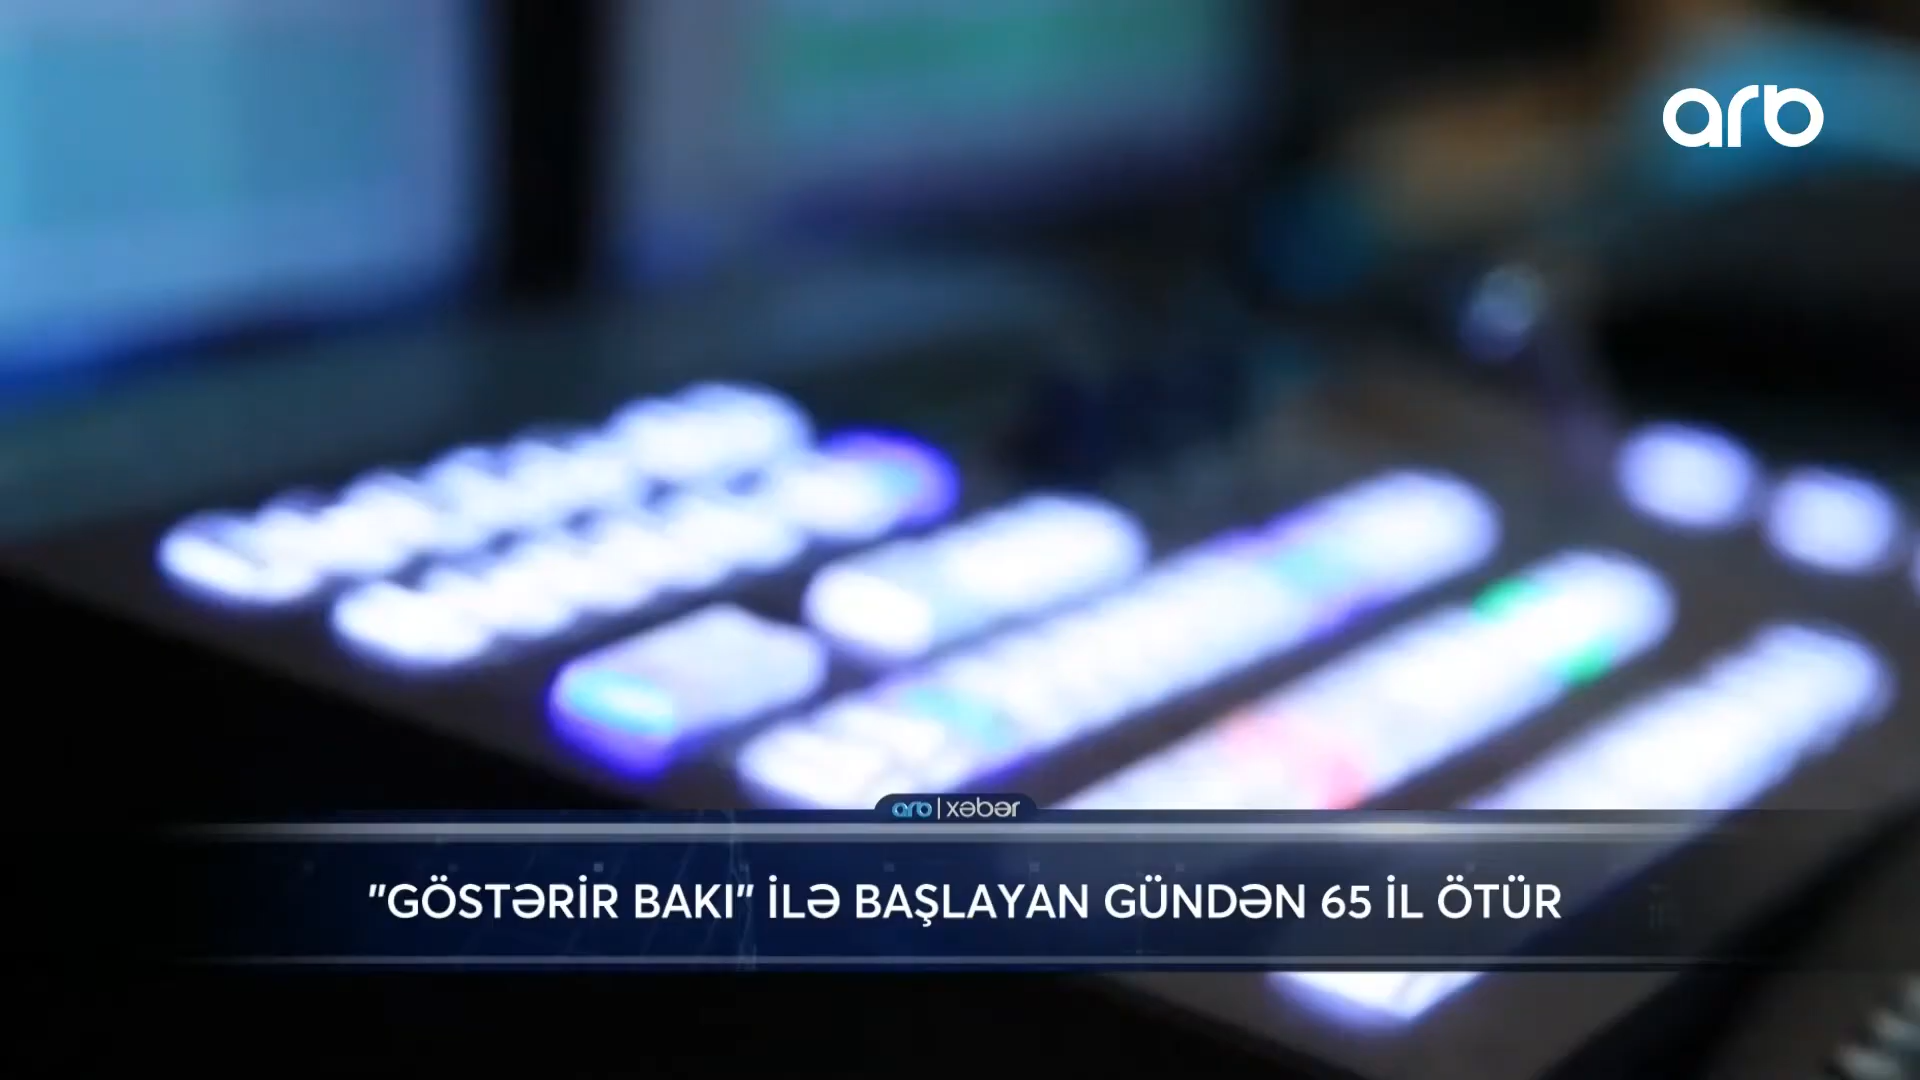 arb
arb | xəbər
"GÖSTƏRİR BAKI" İLƏ BAŞLAYAN GÜNDƏN 65 İL ÖTÜR